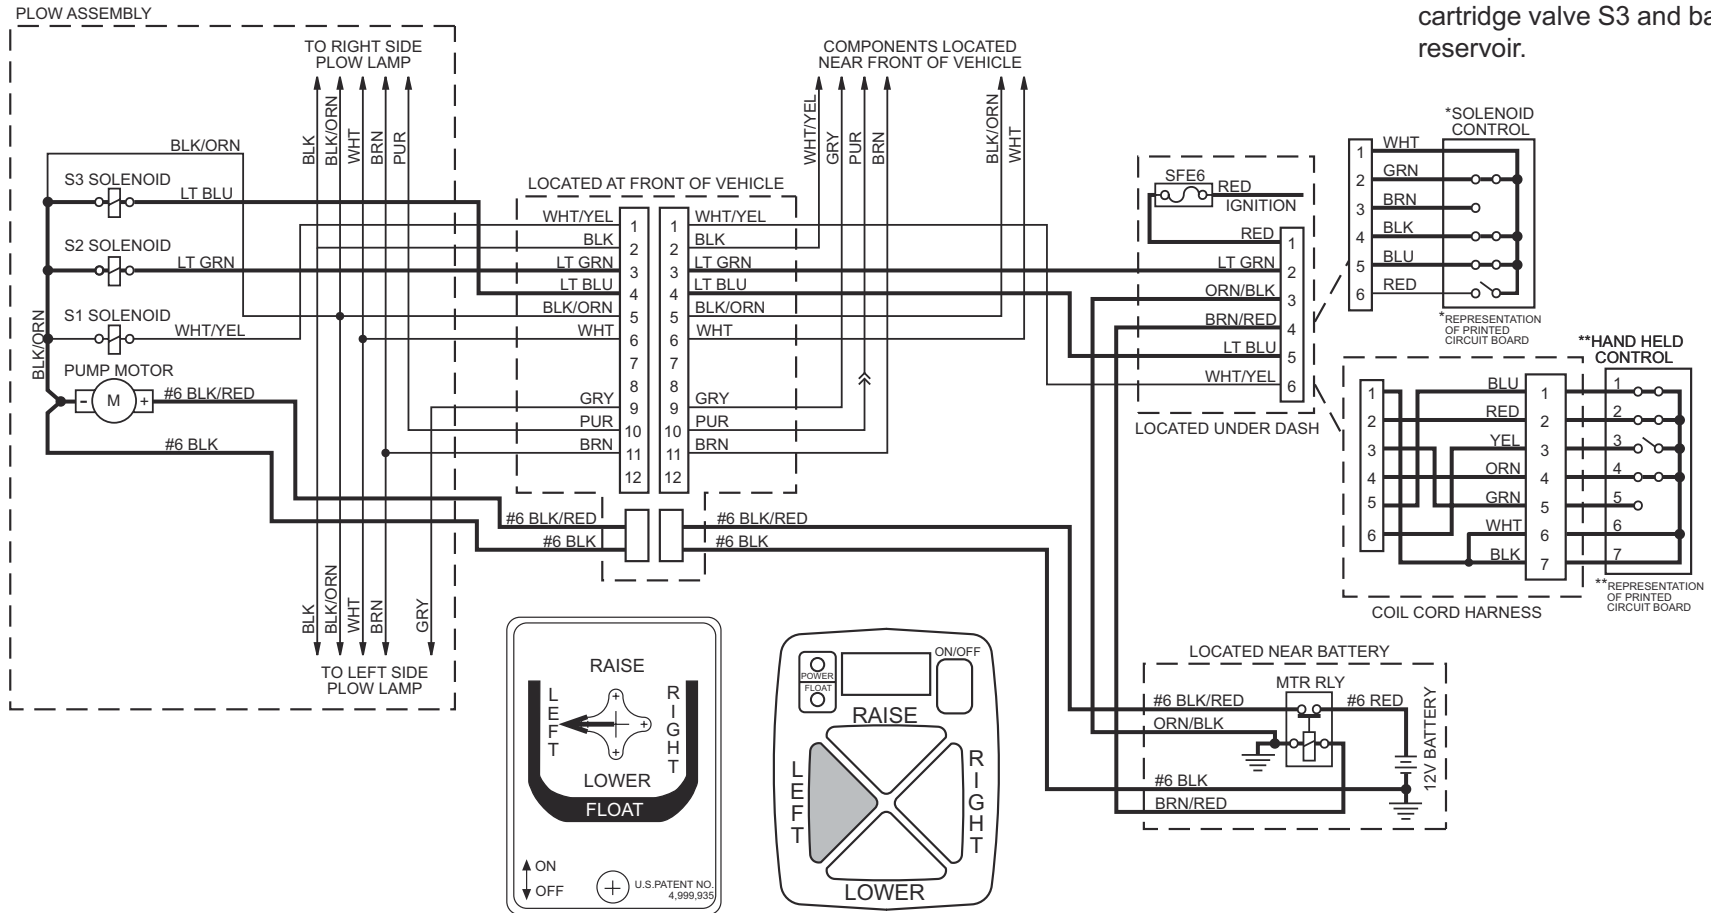 PLOW ASSEMBLY
cartridge valve S3 and ba
reservoir.
TO RIGHT SIDE
PLOW LAMP
BLK
BLK/ORN
WHT
BRN
PUR
COMPONENTS LOCATED
NEAR FRONT OF VEHICLE
WHT/YEL
GRY
PUR
BRN
BLK/ORN
WHT
BLK/ORN
S3 SOLENOID
LT BLU
S2 SOLENOID
LT GRN
S1 SOLENOID
WHT/YEL
BLK/ORN
PUMP MOTOR
- M +
#6 BLK/RED
#6 BLK
LOCATED AT FRONT OF VEHICLE
WHT/YEL 1 1 WHT/YEL
BLK 2 2 BLK
LT GRN 3 3 LT GRN
LT BLU 4 4 LT BLU
BLK/ORN 5 5 BLK/ORN
WHT 6 6 WHT
7 7
8 8
GRY 9 9 GRY
PUR 10 10 PUR
BRN 11 11 BRN
12 12
#6 BLK/RED #6 BLK/RED
#6 BLK #6 BLK
BLK
BLK/ORN
WHT
BRN
GRY
TO LEFT SIDE
PLOW LAMP
SFE6
RED
IGNITION
RED 1
LT GRN 2
ORN/BLK 3
BRN/RED 4
LT BLU 5
WHT/YEL 6
LOCATED UNDER DASH
*SOLENOID
CONTROL
1 WHT
2 GRN
3 BRN
4 BLK
5 BLU
6 RED
*REPRESENTATION
OF PRINTED
CIRCUIT BOARD
**HAND HELD
CONTROL
1 BLU 1 1
2 RED 2 2
3 YEL 3 3
4 ORN 4 4
5 GRN 5 5
6 WHT 6 6
BLK 7 7
**REPRESENTATION
OF PRINTED
CIRCUIT BOARD
COIL CORD HARNESS
LOCATED NEAR BATTERY
MTR RLY
#6 BLK/RED
#6 RED
ORN/BLK
12V BATTERY
#6 BLK
BRN/RED
RAISE
LEFT
RIGHT
LOWER
FLOAT
ON
OFF
U.S.PATENT NO.
4,999,935
POWER
FLOAT
ON/OFF
RAISE
LEFT
RIGHT
LOWER